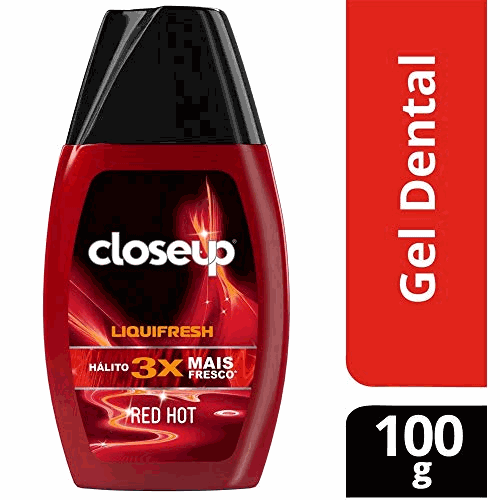 closeup®
LIQUIFRESH
HÁLITO 3X MAIS FRESCO*
RED HOT
Gel Dental
100
g